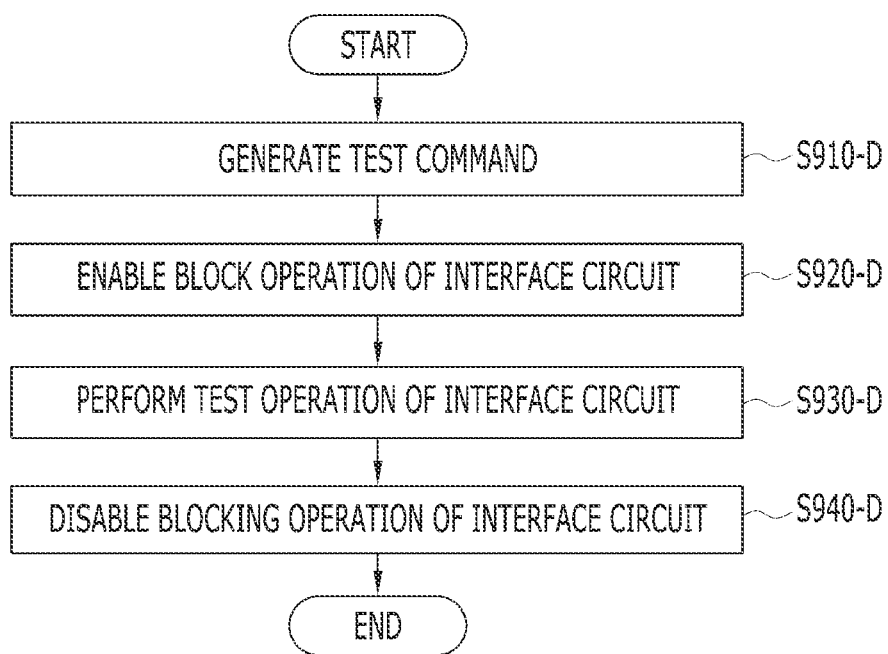 START
GENERATE TEST COMMAND
S910-D
ENABLE BLOCK OPERATION OF INTERFACE CIRCUIT
S920-D
PERFORM TEST OPERATION OF INTERFACE CIRCUIT
S930-D
DISABLE BLOCKING OPERATION OF INTERFACE CIRCUIT
S940-D
END